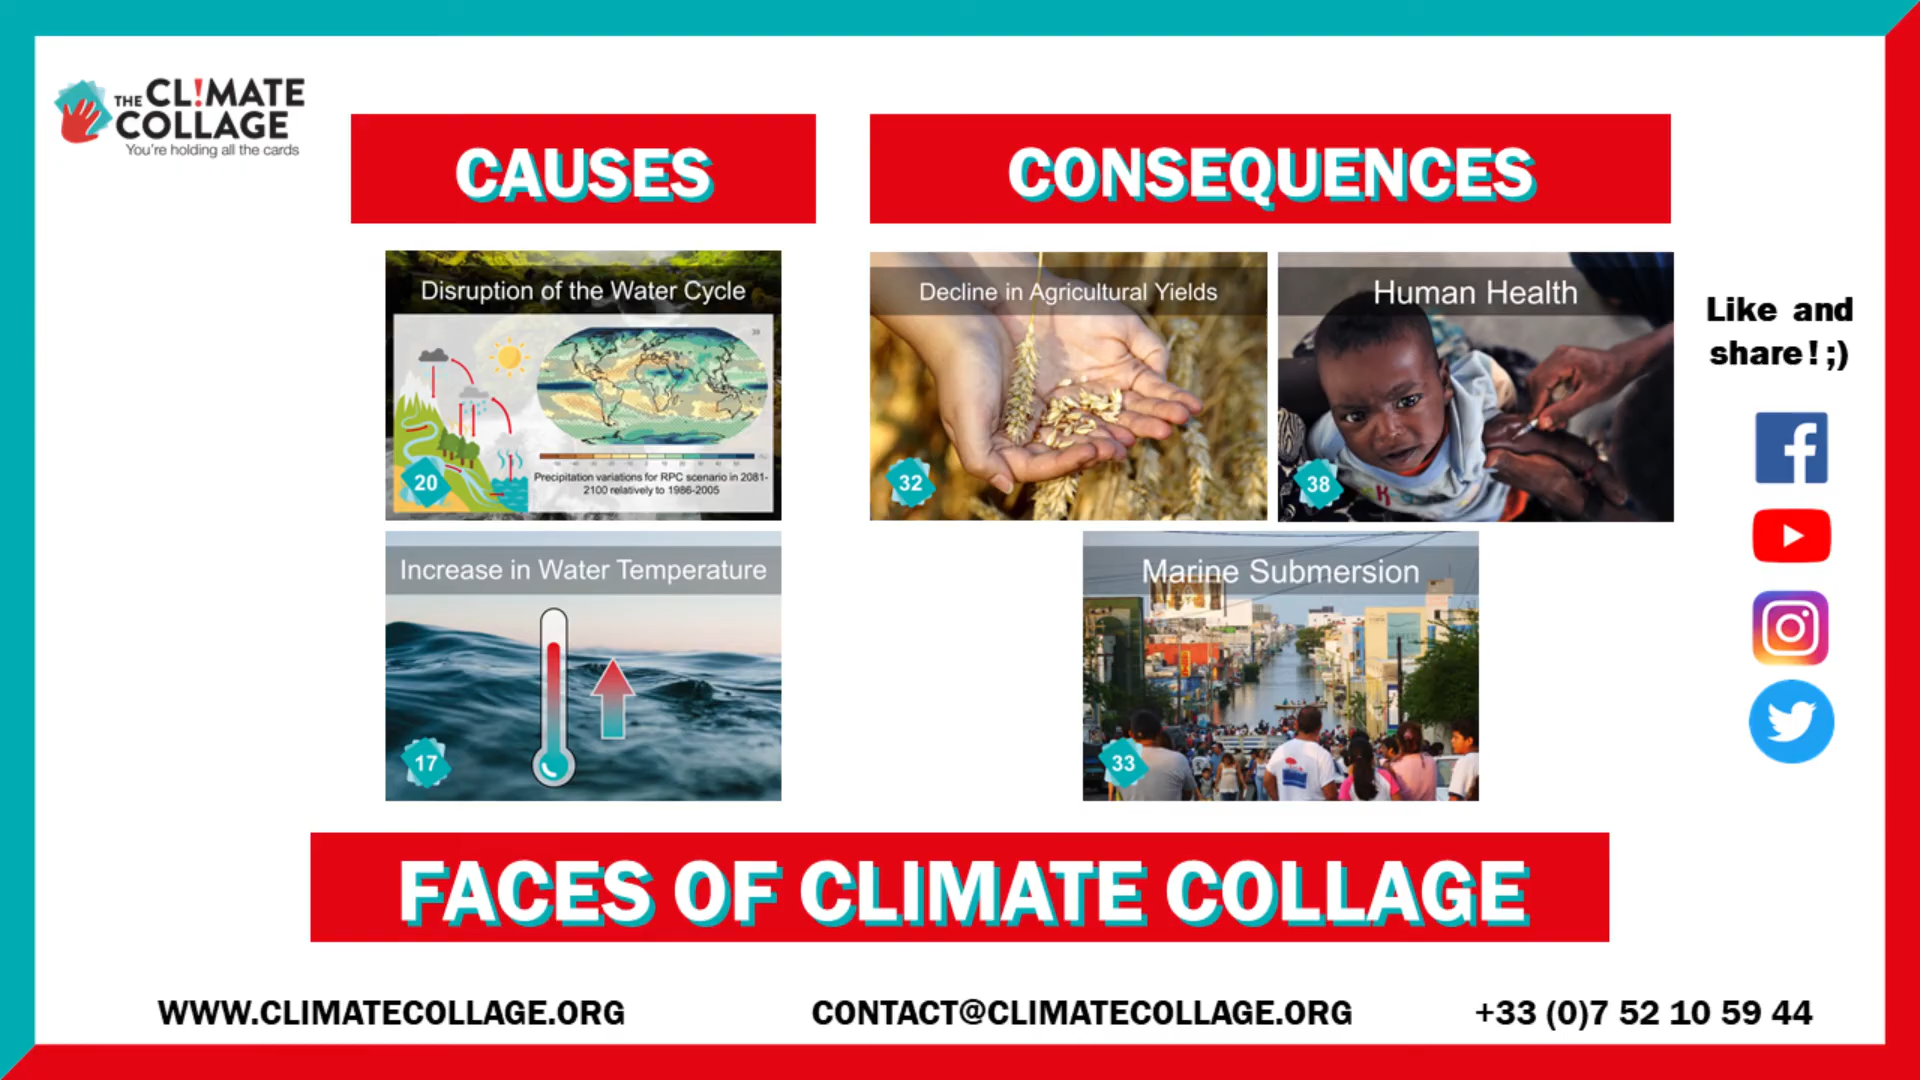 THE CL!MATE
COLLAGE
You're holding all the cards
CAUSES
CONSEQUENCES
Disruption of the Water Cycle
39
Precipitation variations for RPC scenario in 2081-
2100 relatively to 1986-2005
20
Decline in Agricultural Yields
32
Human Health
38
Like and
share! ;)
Increase in Water Temperature
17
Marine Submersion
33
FACES OF CLIMATE COLLAGE
WWW.CLIMATECOLLAGE.ORG
CONTACT@CLIMATECOLLAGE.ORG
+33 (0)7 52 10 59 44